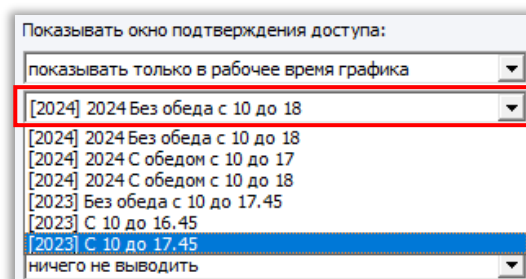 Показывать окно подтверждения доступа:
показывать только в рабочее время графика
[2024] 2024 Без обеда с 10 до 18
[2024] 2024 Без обеда с 10 до 18
[2024] 2024 С обедом с 10 до 17
[2024] 2024 С обедом с 10 до 18
[2023] Без обеда с 10 до 17.45
[2023] С 10 до 16.45
[2023] С 10 до 17.45
ничего не выводить